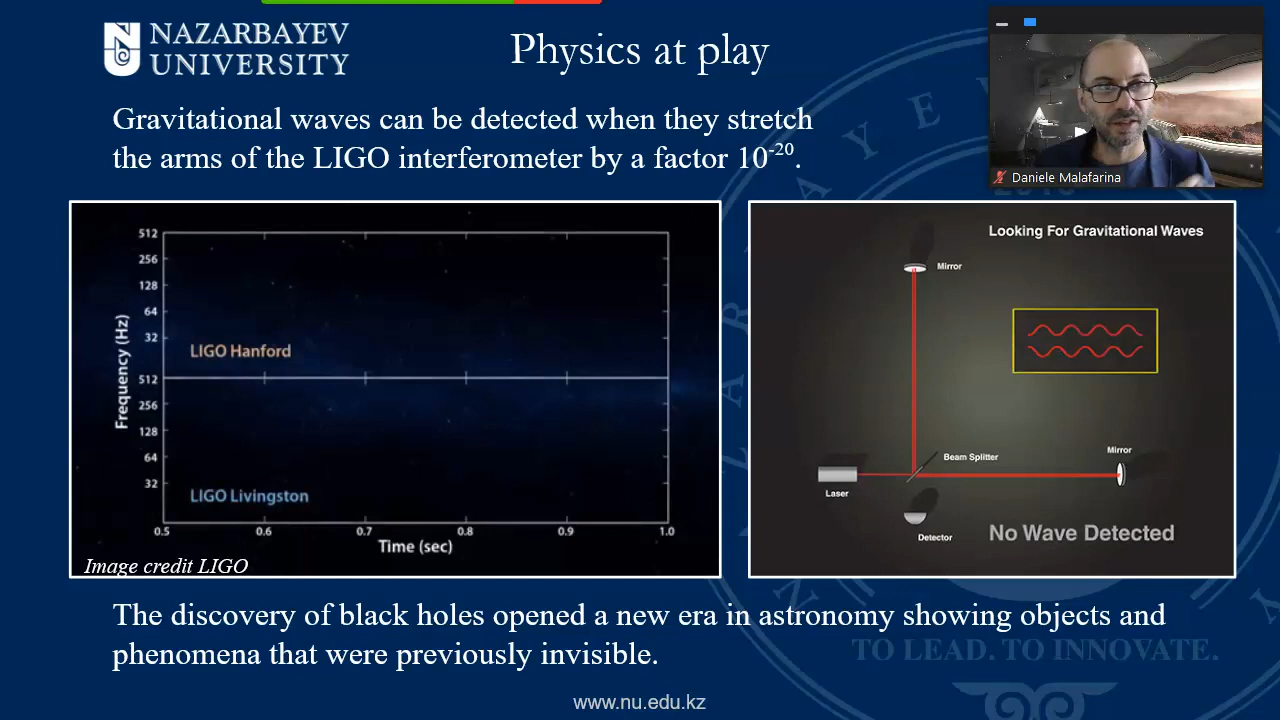 NAZARBAYEV
UNIVERSITY
Physics at play
Gravitational waves can be detected when they stretch
the arms of the LIGO interferometer by a factor 10⁻²⁰.
Daniele Malafarina
512
256
128
64
32
LIGO Hanford
512
256
128
64
32
LIGO Livingston
Frequency (Hz)
0.5 0.6 0.7 0.8 0.9 1.0
Time (sec)
Image credit LIGO
Looking For Gravitational Waves
Mirror
Beam Splitter
Mirror
Laser
Detector
No Wave Detected
The discovery of black holes opened a new era in astronomy showing objects and
phenomena that were previously invisible.
TO LEAD. TO INNOVATE.
www.nu.edu.kz